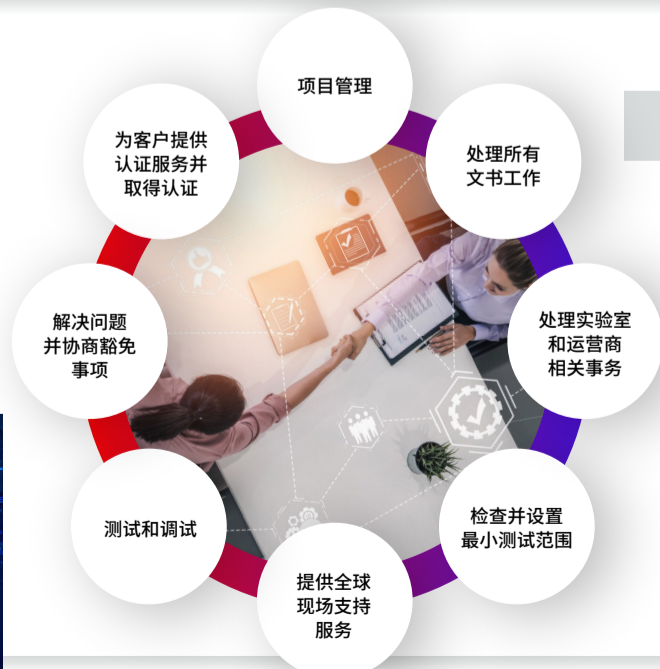 项目管理
处理所有
文书工作
处理实验室
和运营商
相关事务
检查并设置
最小测试范围
提供全球
现场支持
服务
测试和调试
解决问题
并协商豁免
事项
为客户提供
认证服务并
取得认证